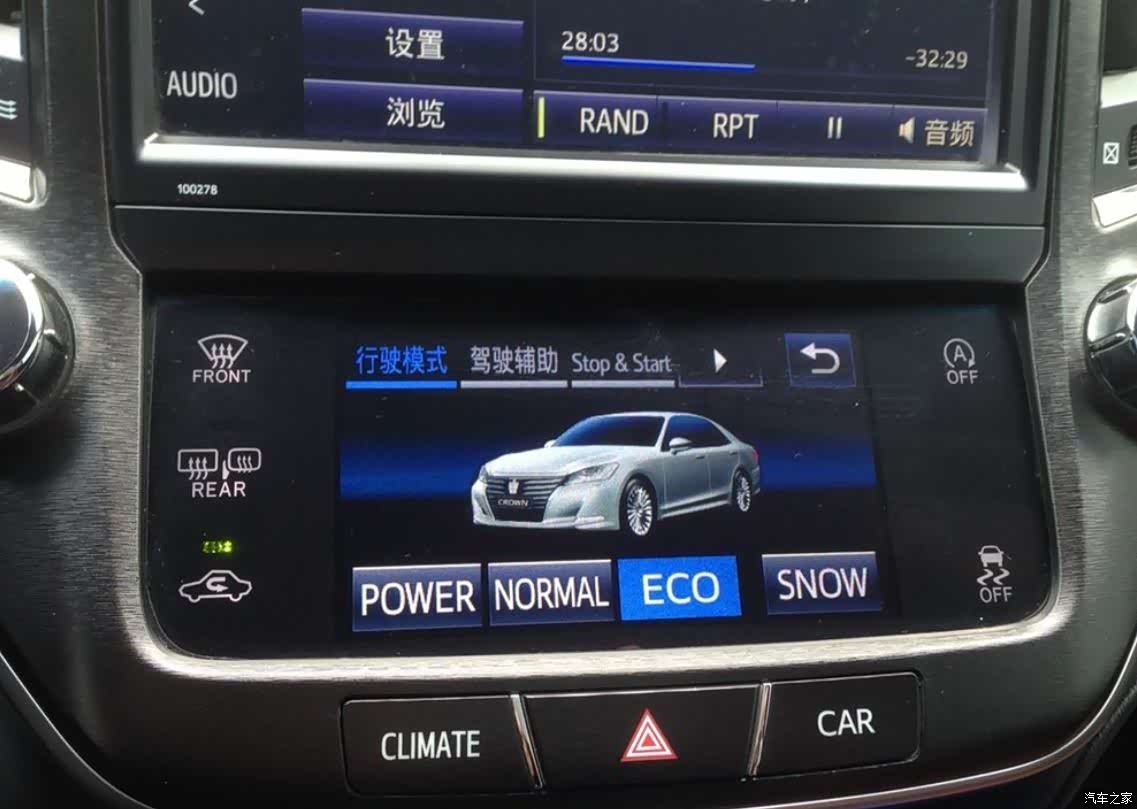 设置
28:03
-32:29
AUDIO
浏览
RAND
RPT
音频
100278
FRONT
行驶模式 驾驶辅助 Stop & Start
A
OFF
REAR
CROWN
POWER NORMAL ECO SNOW
OFF
CLIMATE
CAR
汽车之家